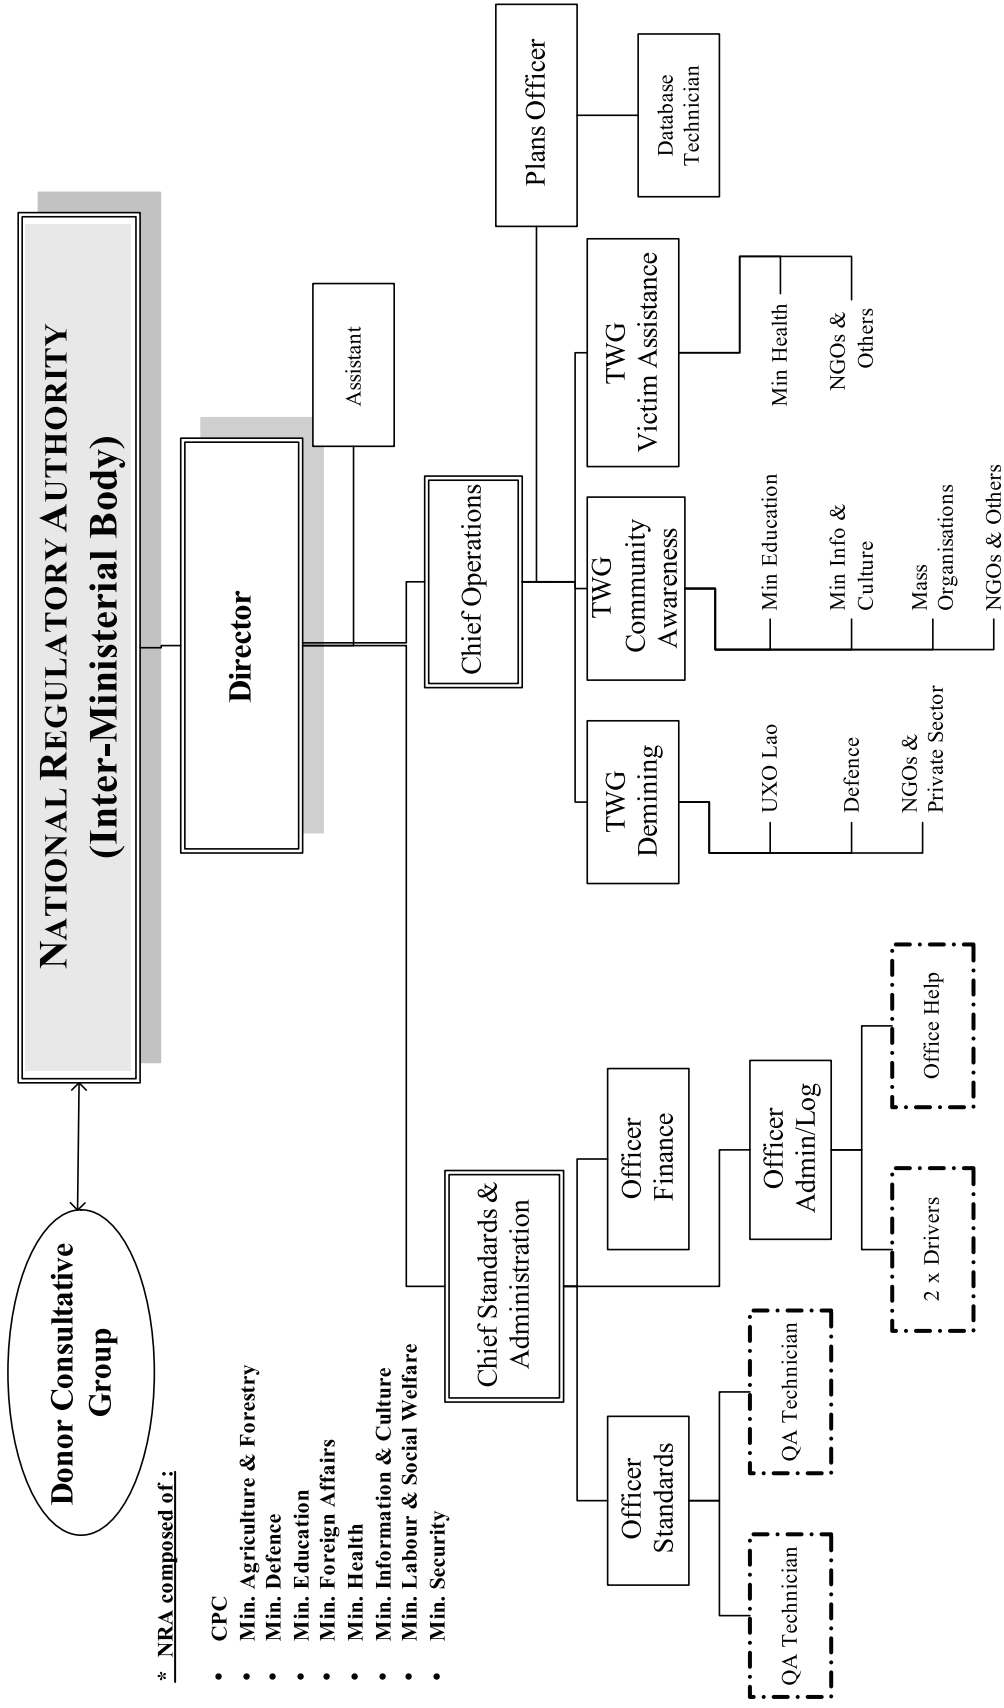 NATIONAL REGULATORY AUTHORITY
(Inter-Ministerial Body)
Donor Consultative
Group
* NRA composed of :
• CPC
• Min. Agriculture & Forestry
• Min. Defence
• Min. Education
• Min. Foreign Affairs
• Min. Health
• Min. Information & Culture
• Min. Labour & Social Welfare
• Min. Security
Director
Assistant
Chief Standards &
Administration
Chief Operations
Plans Officer
Database
Technician
Officer
Standards
Officer
Finance
TWG
Demining
TWG
Community
Awareness
TWG
Victim Assistance
QA Technician
QA Technician
Officer
Admin/Log
2 x Drivers
Office Help
UXO Lao
Defence
NGOs &
Private Sector
Min Education
Min Info &
Culture
Mass
Organisations
NGOs & Others
Min Health
NGOs &
Others